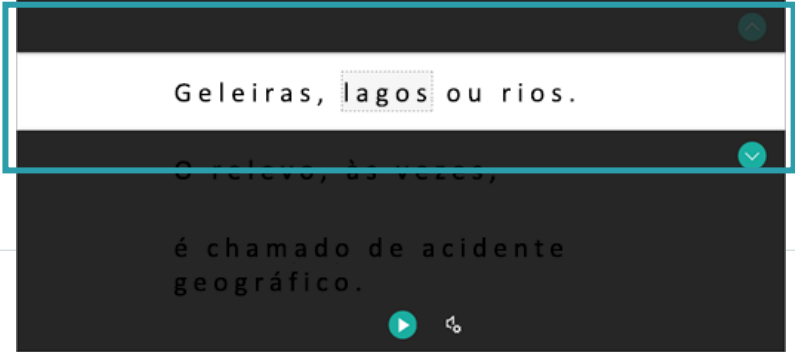 Geleiras, lagos ou rios.
O relevo, às vezes,
é chamado de acidente
geográfico.